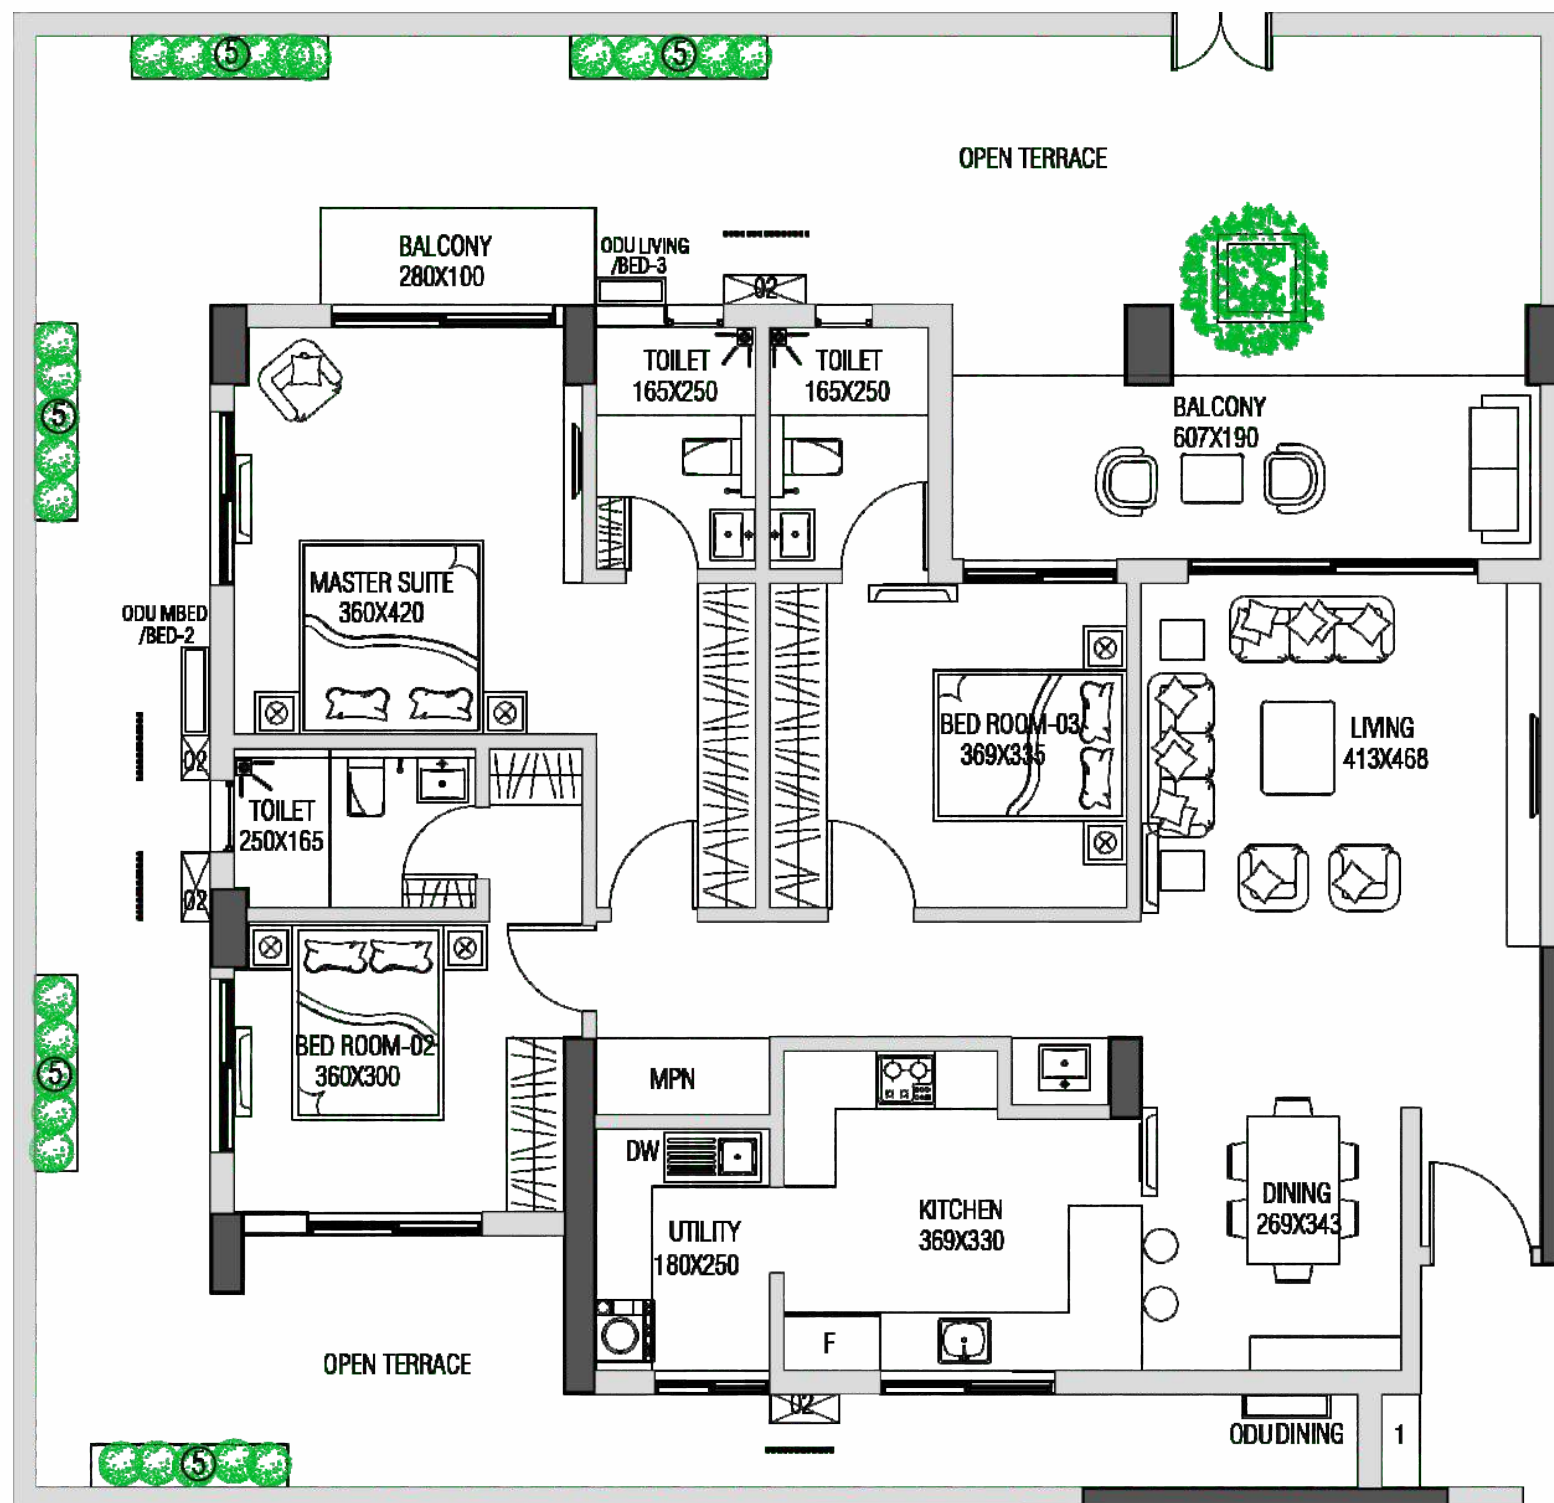 5
5
OPEN TERRACE
BALCONY
280X100
ODU LIVING
/BED-3
02
TOILET
165X250
TOILET
165X250
BALCONY
607X190
5
MASTER SUITE
360X420
ODU MBED
/BED-2
BED ROOM-03
369X335
LIVING
413X468
02
TOILET
250X165
02
BED ROOM-02
360X300
5
MPN
DW
UTILITY
180X250
KITCHEN
369X330
DINING
269X343
F
OPEN TERRACE
02
ODU DINING
1
5